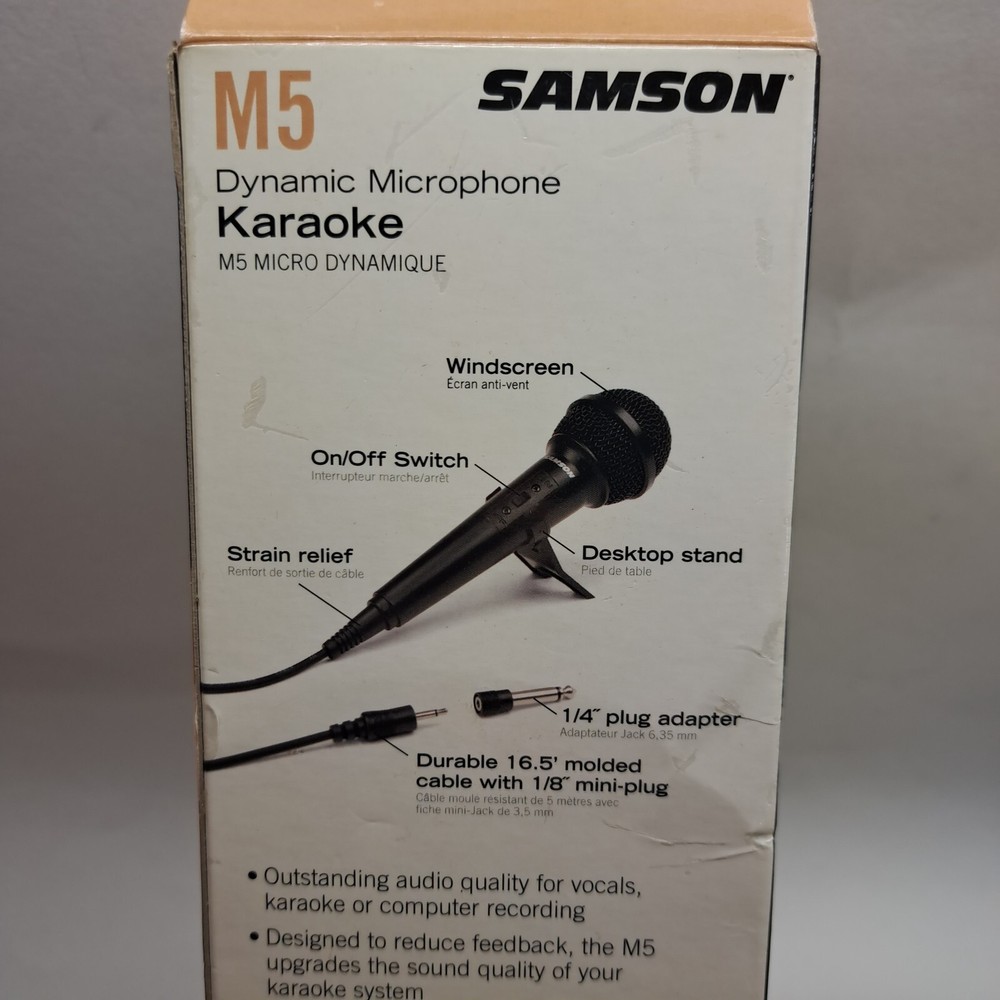 M5
SAMSON
Dynamic Microphone
Karaoke
M5 MICRO DYNAMIQUE
Windscreen
Écran anti-vent
On/Off Switch
Interrupteur marche/arrêt
SAMSON
Strain relief
Renfort de sortie de câble
Desktop stand
Pied de table
1/4˝ plug adapter
Adaptateur Jack 6,35 mm
Durable 16.5' molded
cable with 1/8˝ mini-plug
Câble moule résistant de 5 mètres avec
fiche mini-Jack de 3,5 mm
• Outstanding audio quality for vocals,
karaoke or computer recording
• Designed to reduce feedback, the M5
upgrades the sound quality of your
karaoke system